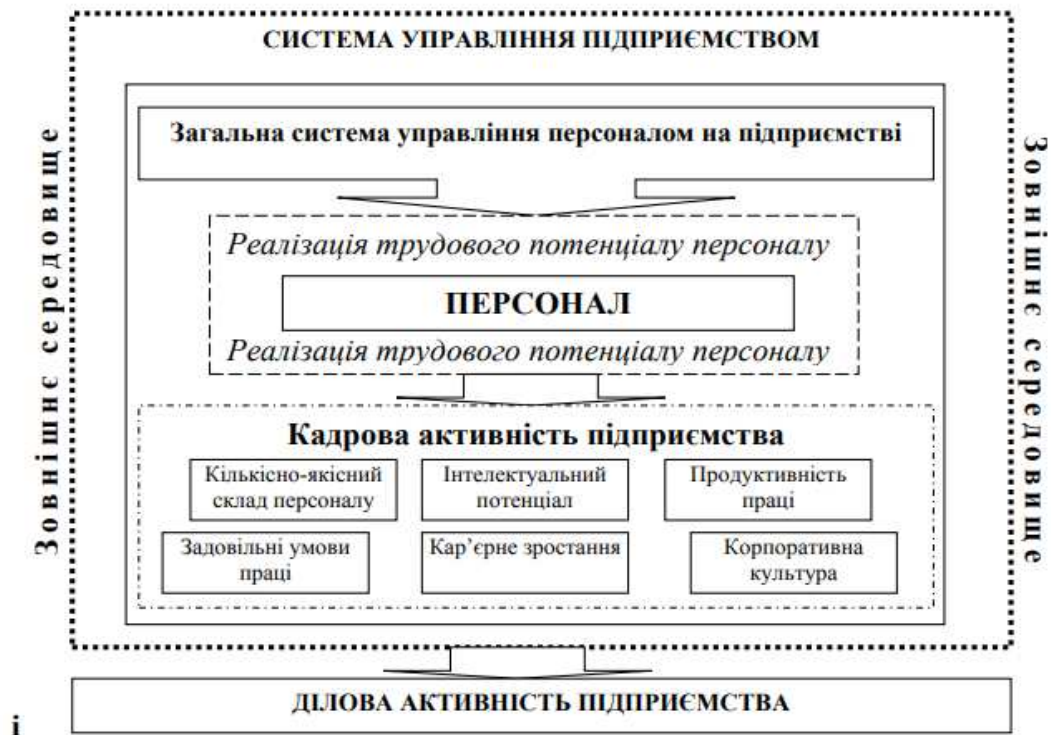 СИСТЕМА УПРАВЛІННЯ ПІДПРИЄМСТВОМ
Зовнішнє середовище
Загальна система управління персоналом на підприємстві
Реалізація трудового потенціалу персоналу
ПЕРСОНАЛ
Реалізація трудового потенціалу персоналу
Кадрова активність підприємства
Кількісно-якісний
склад персоналу
Інтелектуальний
потенціал
Продуктивність
праці
Задовільні умови
праці
Кар’єрне зростання
Корпоративна
культура
Зовнішнє середовище
ДІЛОВА АКТИВНІСТЬ ПІДПРИЄМСТВА
і